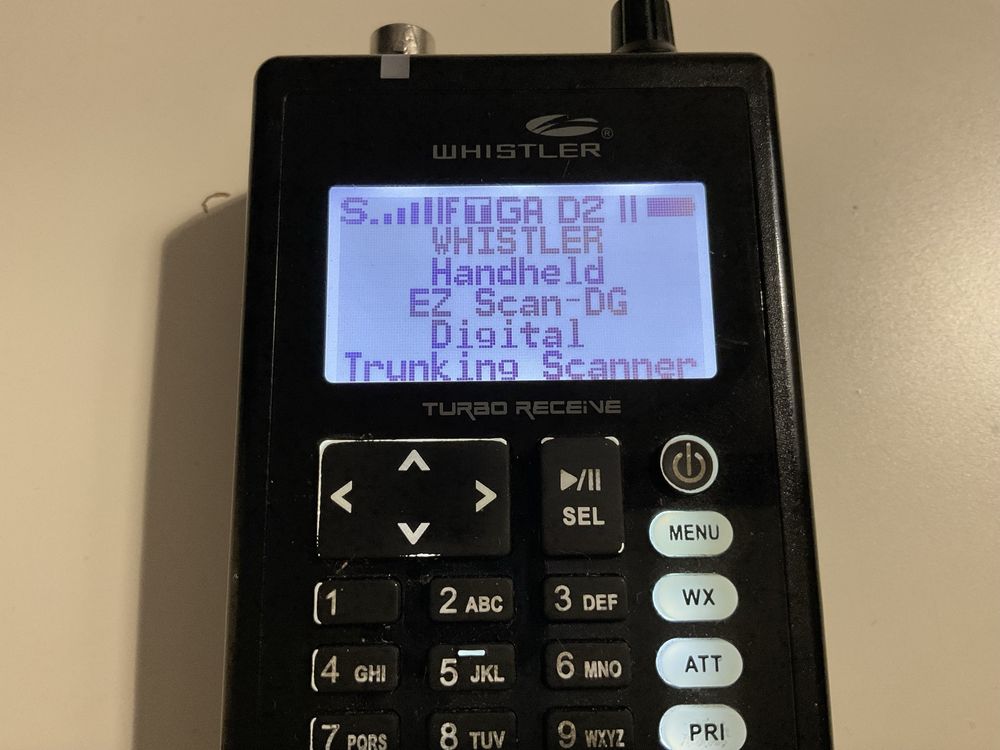 WHISTLER®
S IF T GA D2
WHISTLER
Handheld
EZ Scan-DG
Digital
Trunking Scanner
TURBO RECEIVE
SEL
MENU
1
2 ABC
3 DEF
WX
4 GHI
5 JKL
6 MNO
ATT
7 PQRS
8 TUV
9 WXYZ
PRI